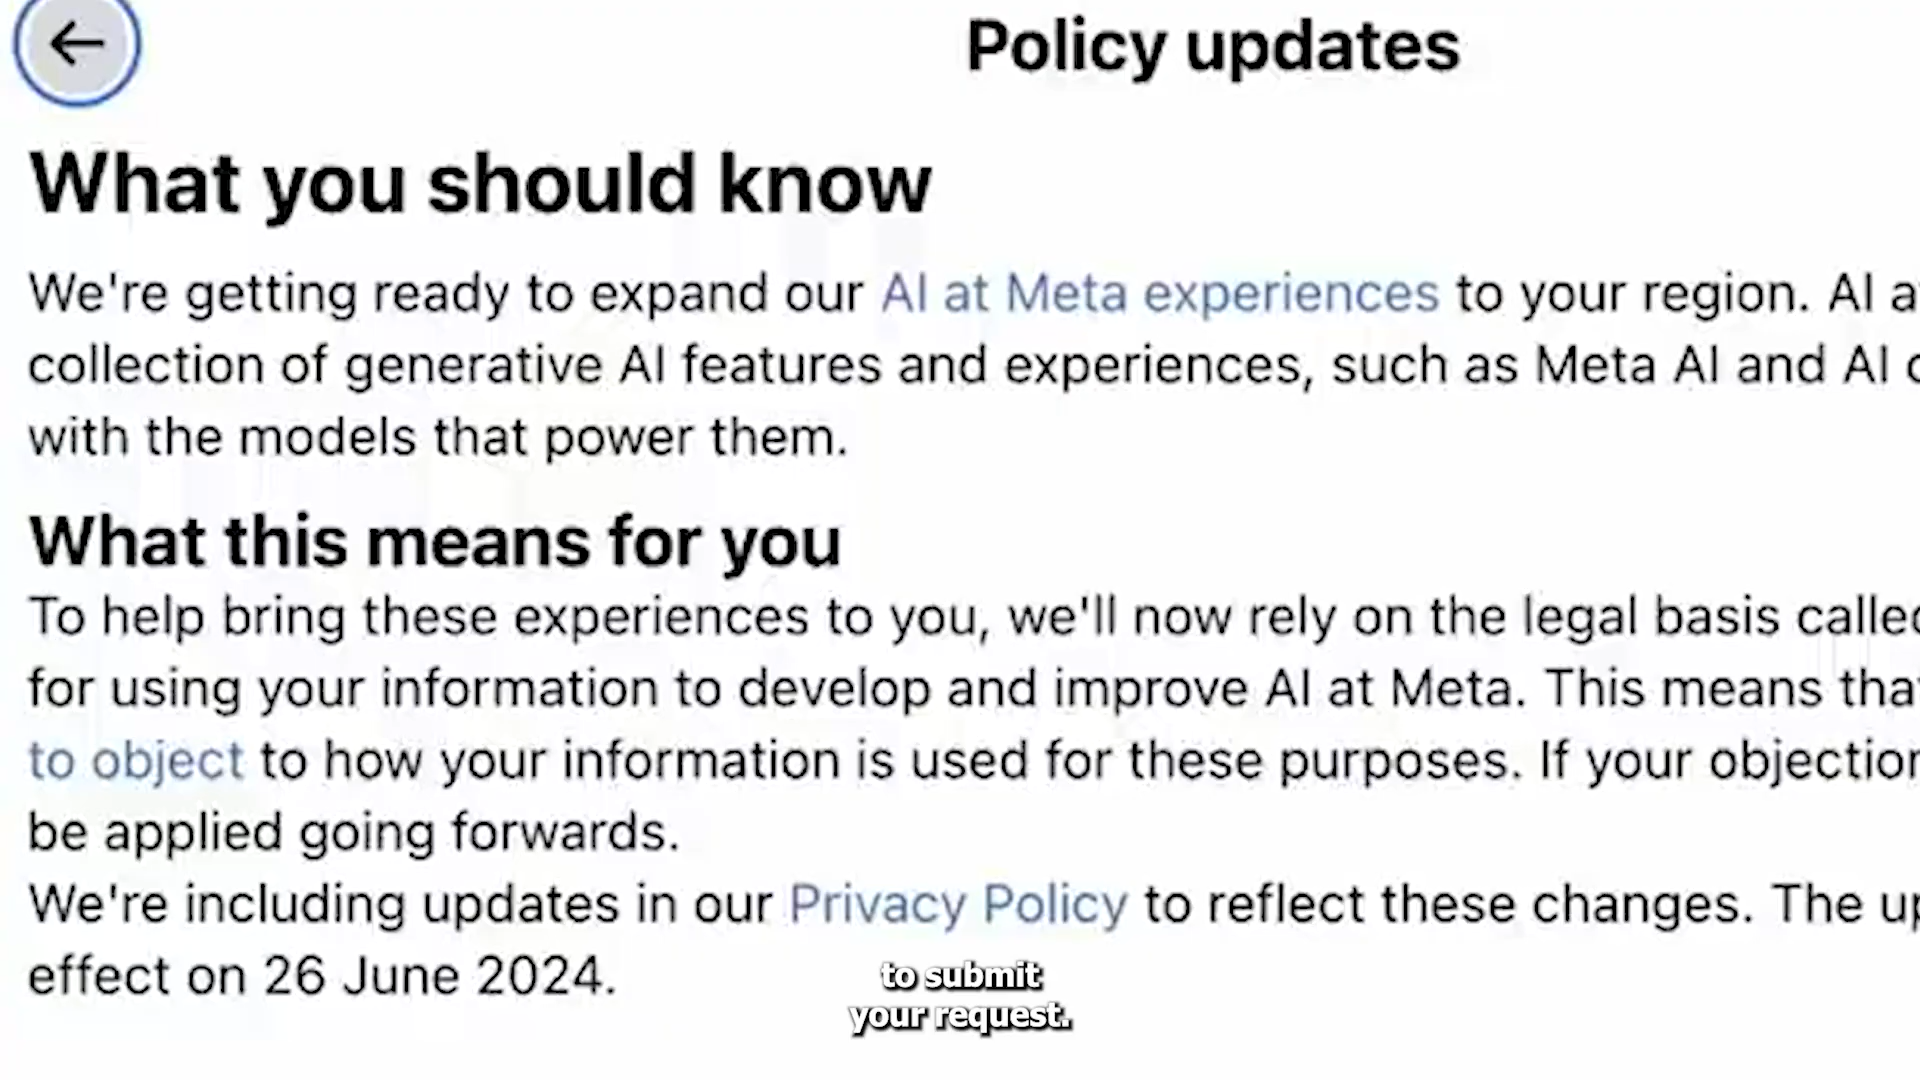 Policy updates
What you should know
We're getting ready to expand our AI at Meta experiences to your region. AI
collection of generative AI features and experiences, such as Meta AI and AI
with the models that power them.
What this means for you
To help bring these experiences to you, we'll now rely on the legal basis
for using your information to develop and improve AI at Meta. This means
to object to how your information is used for these purposes. If your
be applied going forwards.
We're including updates in our Privacy Policy to reflect these changes. The
effect on 26 June 2024.
to submit
your request.